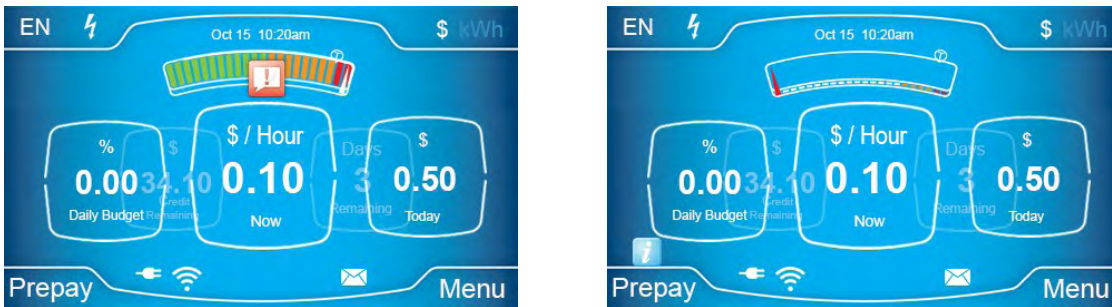 EN
$ kWh
Oct 15 10:20am
T
!
%
0.00
Daily Budget
$
34.10
Credit
Remaining
$ / Hour
0.10
Now
Days
3
Remaining
$
0.50
Today
Prepay
Menu
EN
$ kWh
Oct 15 10:20am
T
%
0.00
Daily Budget
$
34.10
Credit
Remaining
$ / Hour
0.10
Now
Days
3
Remaining
$
0.50
Today
i
Prepay
Menu